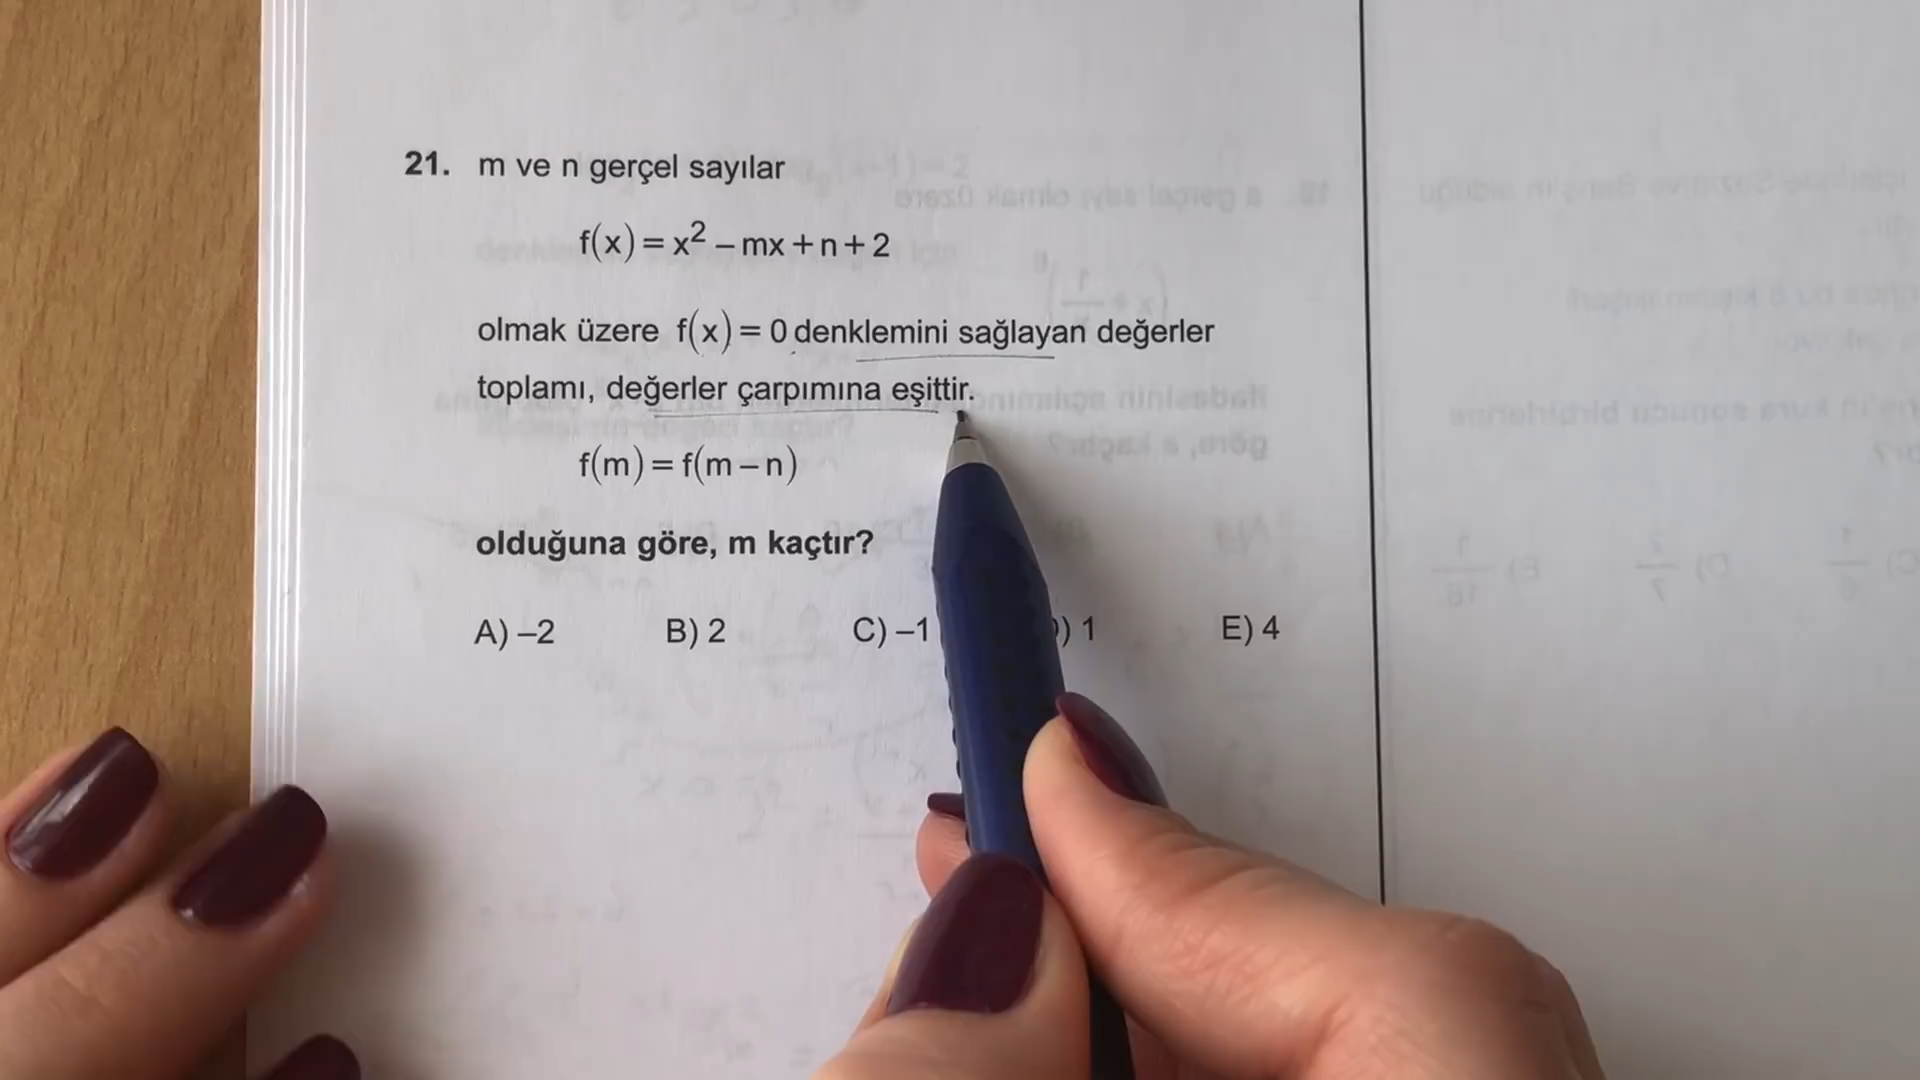 21. m ve n gerçel sayılar
f(x) = x² – mx + n + 2
olmak üzere f(x) = 0 denklemini sağlayan değerler
toplamı, değerler çarpımına eşittir.
f(m) = f(m – n)
olduğuna göre, m kaçtır?
A) –2 B) 2 C) –1 ) 1 E) 4